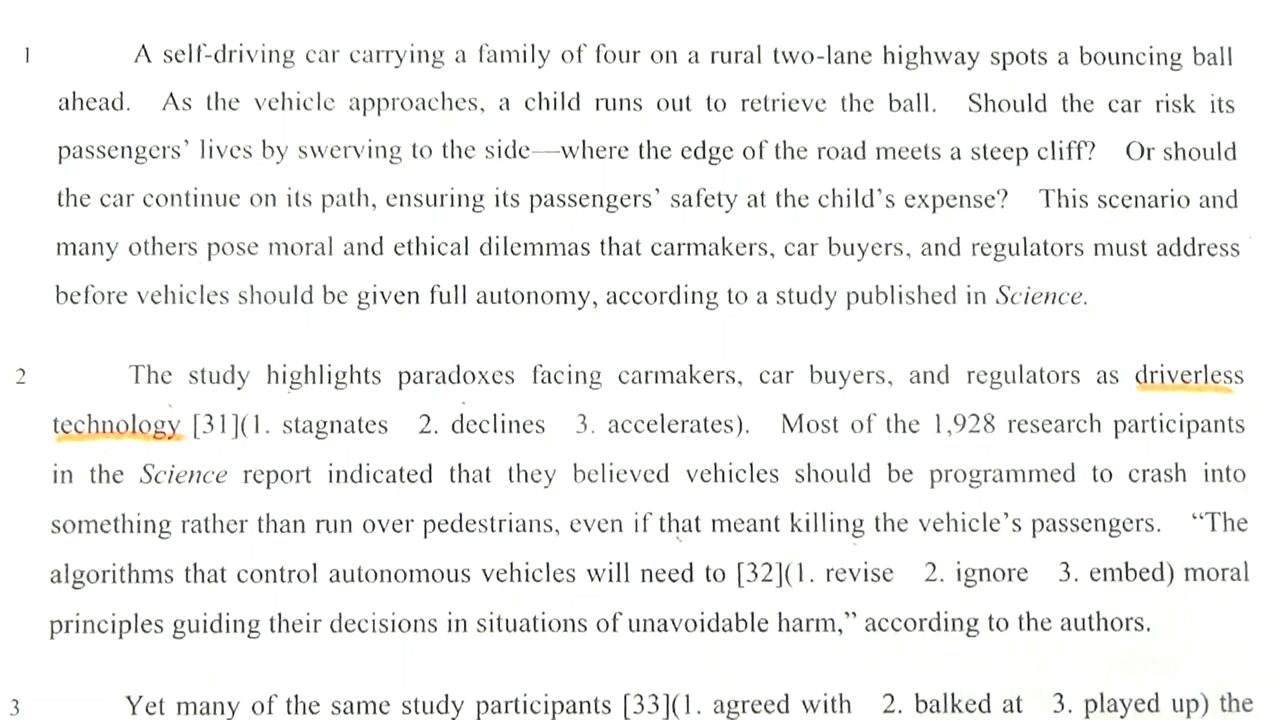 1 A self-driving car carrying a family of four on a rural two-lane highway spots a bouncing ball
ahead. As the vehicle approaches, a child runs out to retrieve the ball. Should the car risk its
passengers’ lives by swerving to the side—where the edge of the road meets a steep cliff? Or should
the car continue on its path, ensuring its passengers’ safety at the child’s expense? This scenario and
many others pose moral and ethical dilemmas that carmakers, car buyers, and regulators must address
before vehicles should be given full autonomy, according to a study published in Science.
2 The study highlights paradoxes facing carmakers, car buyers, and regulators as driverless
technology [31](1. stagnates 2. declines 3. accelerates). Most of the 1,928 research participants
in the Science report indicated that they believed vehicles should be programmed to crash into
something rather than run over pedestrians, even if that meant killing the vehicle’s passengers. “The
algorithms that control autonomous vehicles will need to [32](1. revise 2. ignore 3. embed) moral
principles guiding their decisions in situations of unavoidable harm,” according to the authors.
3 Yet many of the same study participants [33](1. agreed with 2. balked at 3. played up) the